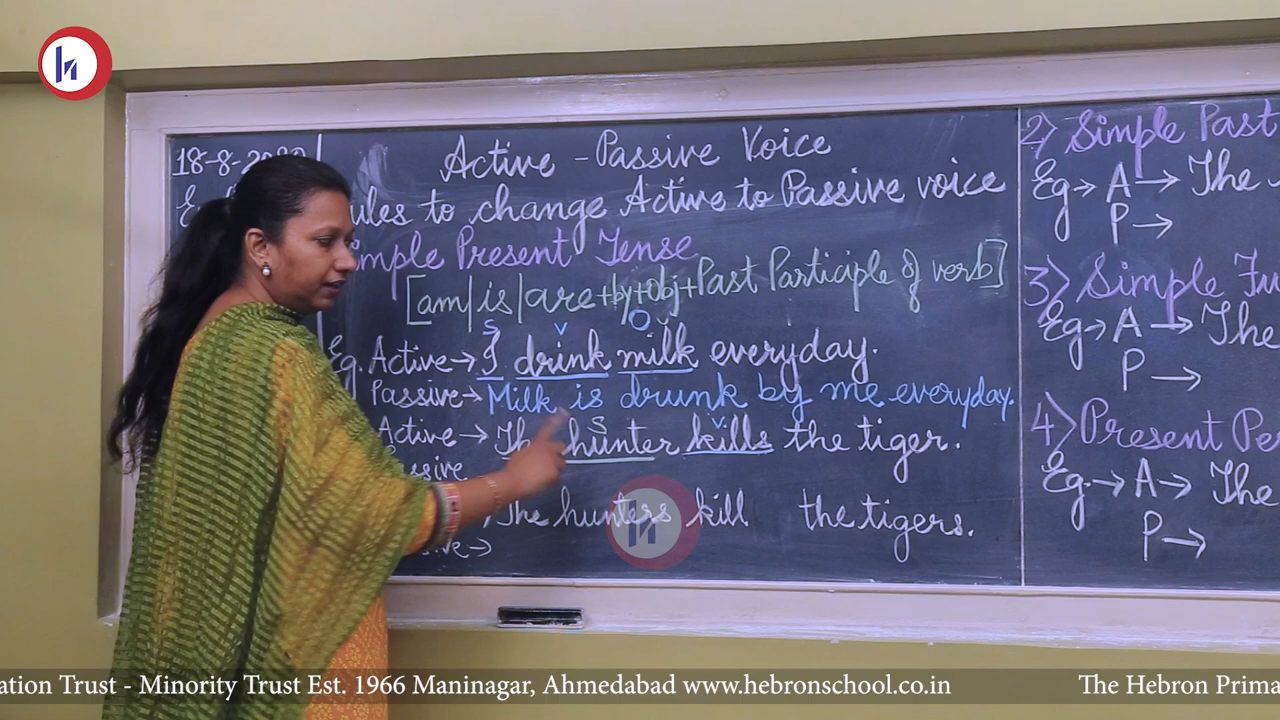 18-8-20
Active - Passive Voice
Rules to change Active to Passive voice
Simple Present Tense
[am/is/are+by+Obj+Past Participle of verb]
S V O
Eg. Active→ I drink milk everyday.
Passive→ Milk is drunk by me everyday.
S V
Active→ The hunter kills the tiger.
Passive
The hunters kill the tigers.
→
2) Simple Past
Eg→ A→ The
P→
3) Simple Fu
Eg→ A→ The
P→
4) Present Pe
Eg→ A→ The
P→
ation Trust - Minority Trust Est. 1966 Maninagar, Ahmedabad www.hebronschool.co.in The Hebron Prima